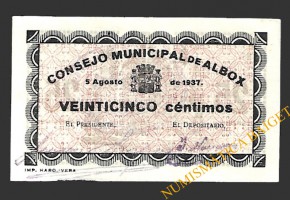 CONSEJO MUNICIPAL DE ALBOX
5 Agosto de 1937.
VEINTICINCO céntimos
EL PRESIDENTE, EL DEPOSITARIO,
IMP. HARO.-VERA
NUMISMATICA